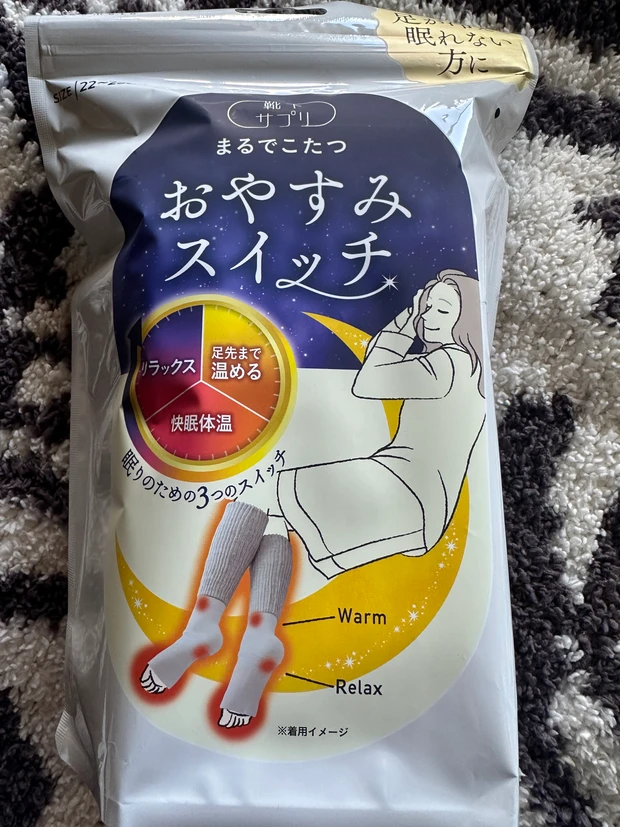 眠れない
方に
SIZE
靴下
サプリ
まるでこたつ
おやすみ
スイッチ
リラックス
足先まで
温める
快眠体温
眠りのための3つのスイッチ
Warm
Relax
※着用イメージ